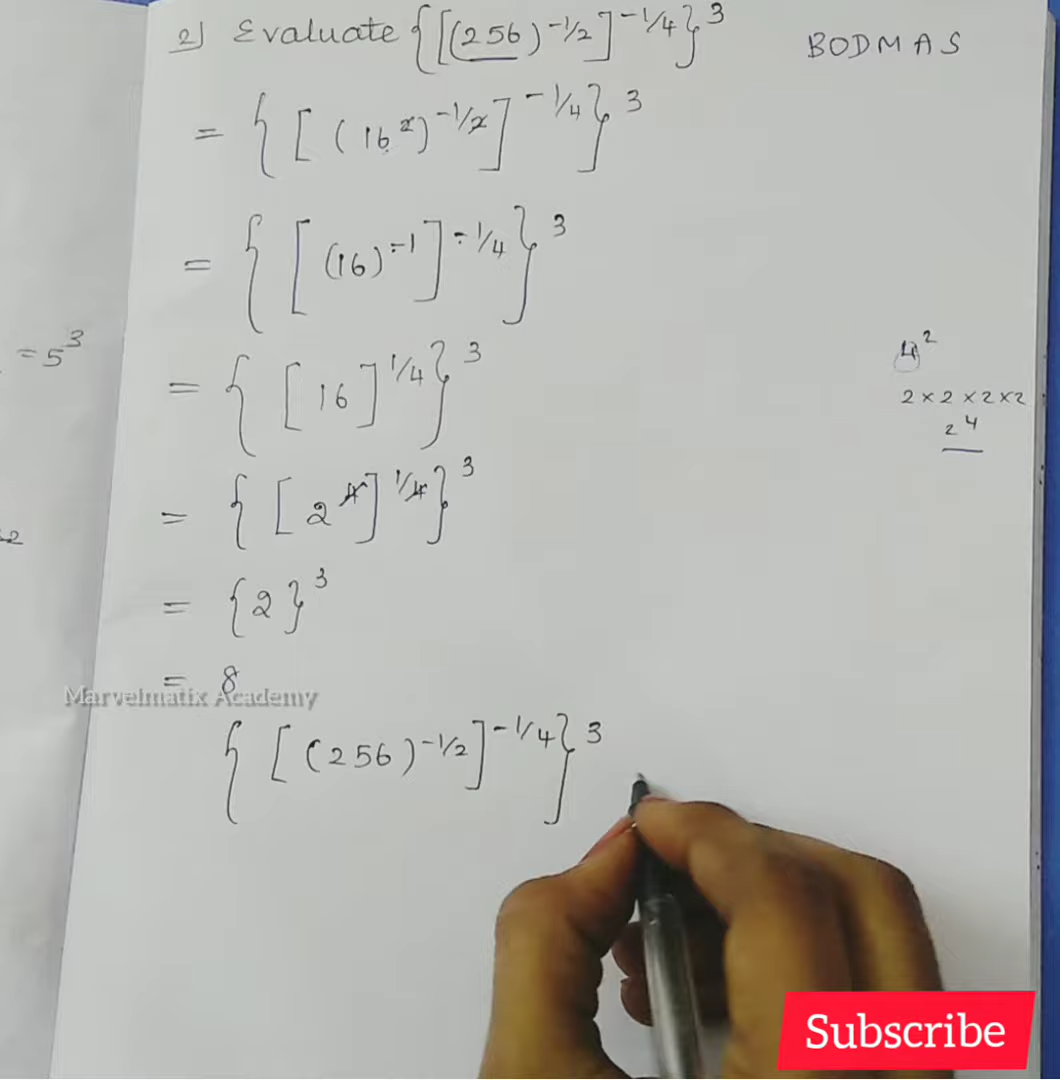 2) Evaluate {[(256)^-1/2]^-1/4}^3
BODMAS
= {[(16^2)^-1/2]^-1/4}^3
= {[(16)^-1]^-1/4}^3
= 5^3
= {[16]^1/4}^3
4^2
2 × 2 × 2 × 2
2^4
= {[2^4]^1/4}^3
= {2}^3
= 8
Marvelmatix Academy
{[(256)^-1/2]^-1/4}^3
Subscribe